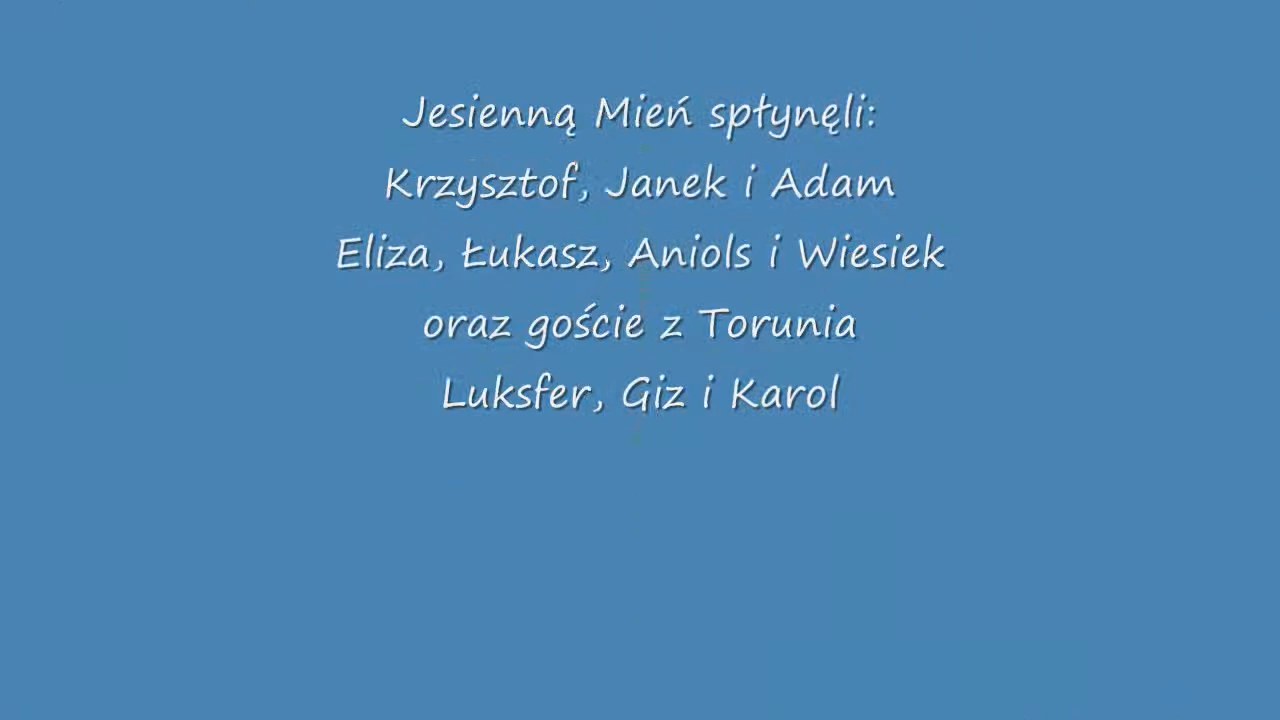 Jesienną Mień spłynęli:
Krzysztof, Janek i Adam
Eliza, Łukasz, Aniols i Wiesiek
oraz goście z Torunia
Luksfer, Giz i Karol